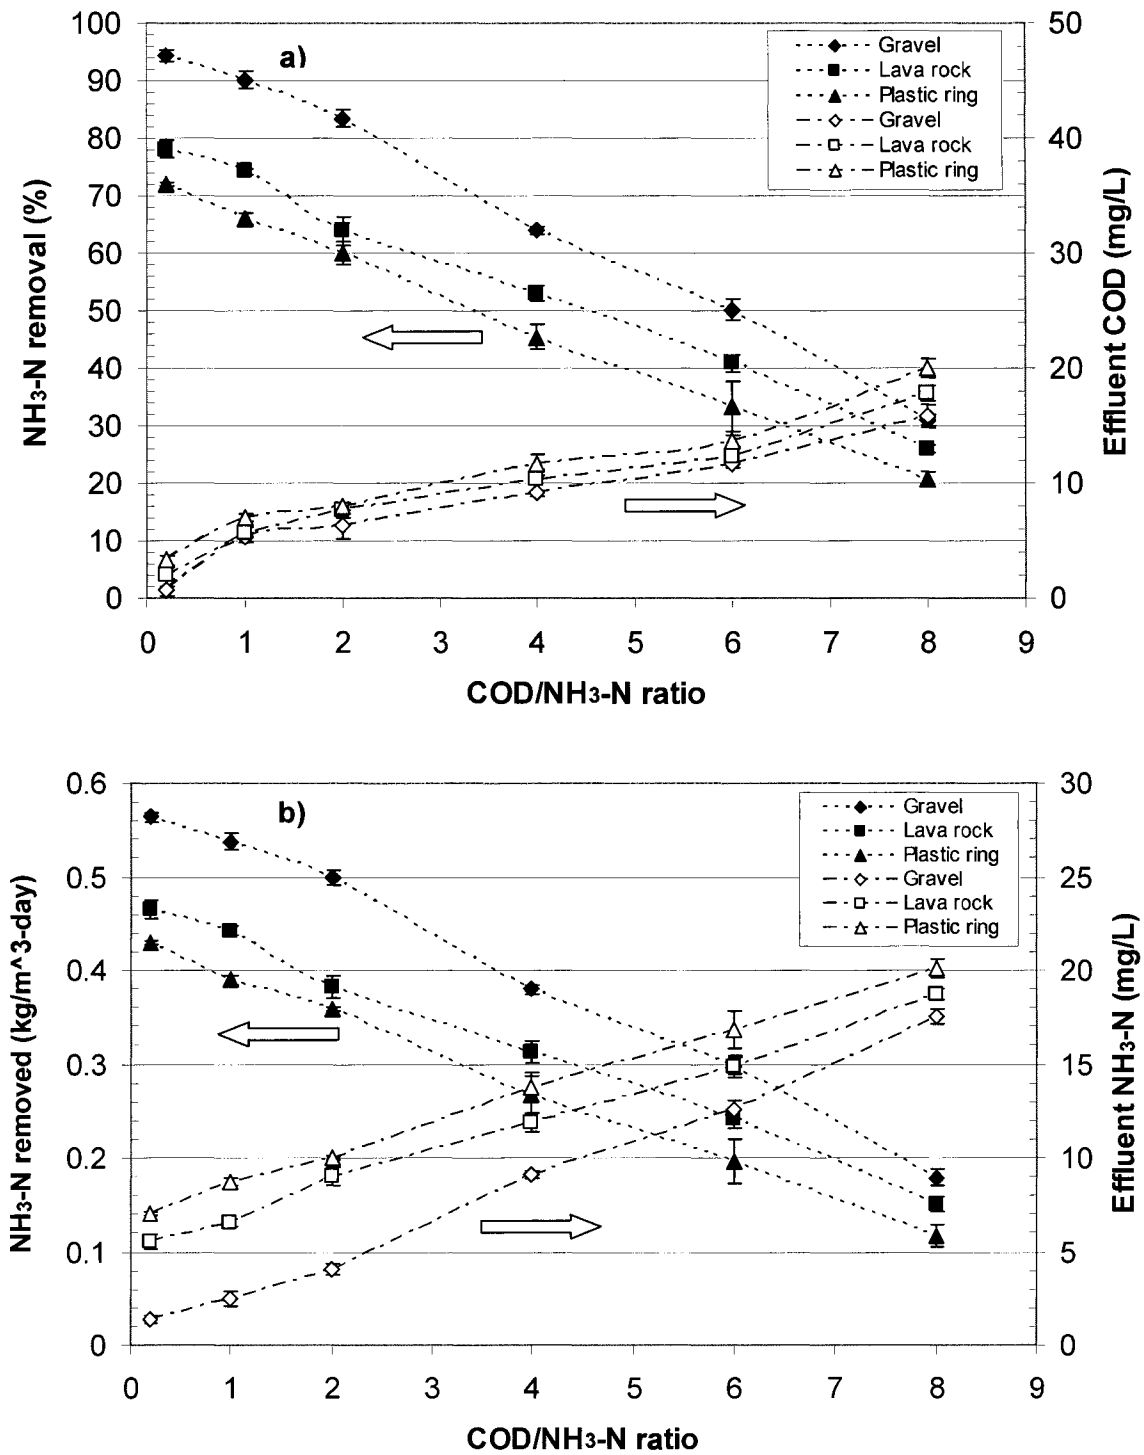 a)
100
90
80
70
60
50
40
30
20
10
0
NH3-N removal (%)
50
40
30
20
10
0
Effluent COD (mg/L)
Gravel
Lava rock
Plastic ring
Gravel
Lava rock
Plastic ring
0 1 2 3 4 5 6 7 8 9
COD/NH3-N ratio
b)
0.6
0.5
0.4
0.3
0.2
0.1
0
NH3-N removed (kg/m^3-day)
30
25
20
15
10
5
0
Effluent NH3-N (mg/L)
Gravel
Lava rock
Plastic ring
Gravel
Lava rock
Plastic ring
0 1 2 3 4 5 6 7 8 9
COD/NH3-N ratio